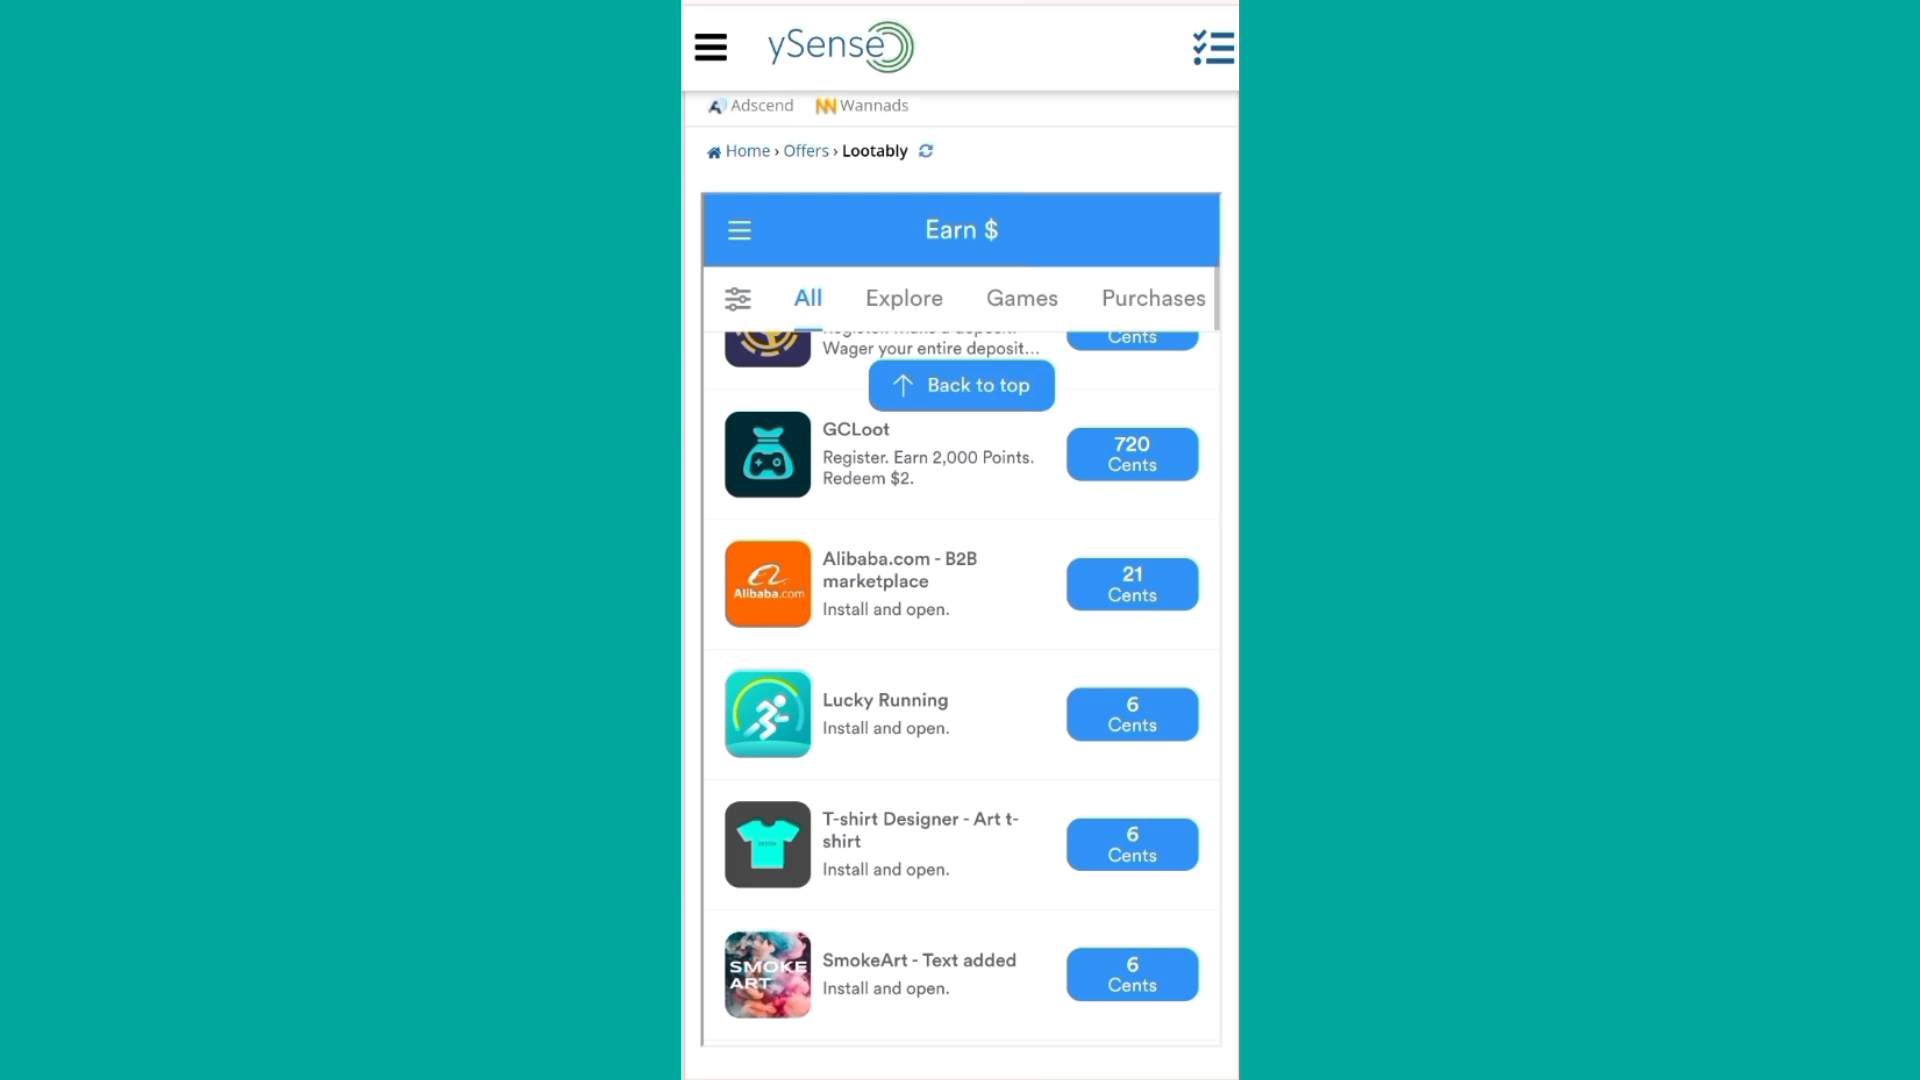 ySense
Adscend Wannads
Home › Offers › Lootably
Earn $
All Explore Games Purchases
Register. Make a deposit.
Wager your entire deposit...
Cents
Back to top
GCLoot
Register. Earn 2,000 Points.
Redeem $2.
720
Cents
Alibaba.com
Alibaba.com - B2B
marketplace
Install and open.
21
Cents
Lucky Running
Install and open.
6
Cents
T-shirt Designer - Art t-
shirt
Install and open.
6
Cents
SMOKE
ART
SmokeArt - Text added
Install and open.
6
Cents